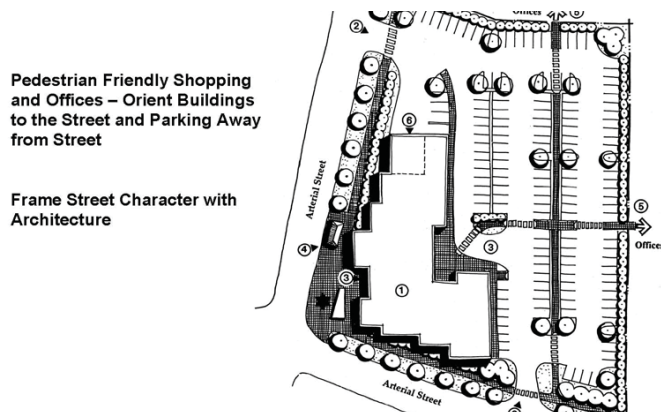 Pedestrian Friendly Shopping
and Offices – Orient Buildings
to the Street and Parking Away
from Street
Frame Street Character with
Architecture
Offices
2
6
Arterial Street
5
Offices
4
3
3
1
Arterial Street